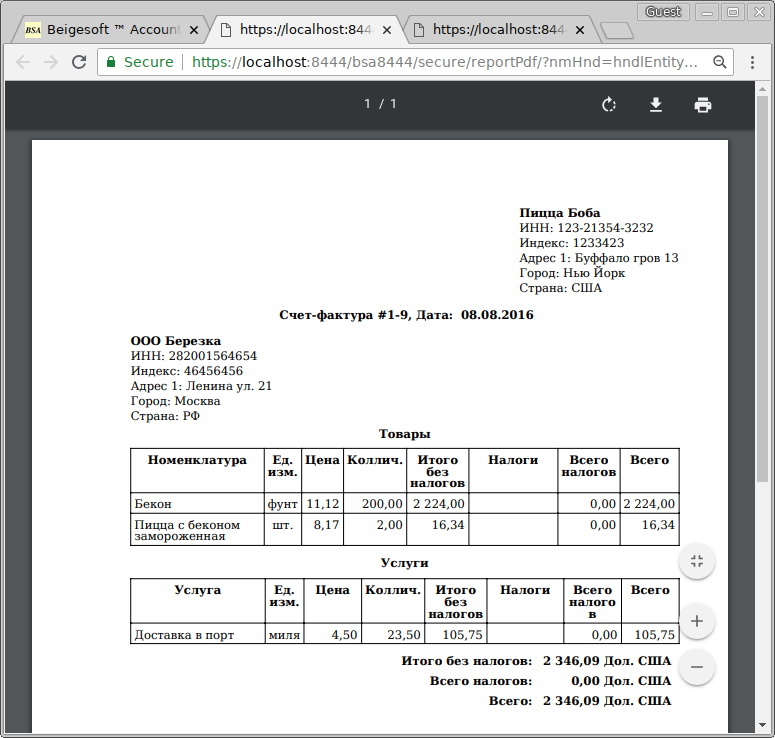 Guest
BSA Beigesoft ™ Account
https://localhost:844
https://localhost:844
Secure https://localhost:8444/bsa8444/secure/reportPdf/?nmHnd=hndlEntity...
1 / 1
Пицца Боба
ИНН: 123-21354-3232
Индекс: 1233423
Адрес 1: Буффало гров 13
Город: Нью Йорк
Страна: США
Счет-фактура #1-9, Дата: 08.08.2016
ООО Березка
ИНН: 282001564654
Индекс: 46456456
Адрес 1: Ленина ул. 21
Город: Москва
Страна: РФ
Товары
Номенклатура Ед. изм. Цена Коллич. Итого без налогов Налоги Всего налогов Всего
Бекон фунт 11,12 200,00 2 224,00 0,00 2 224,00
Пицца с беконом замороженная шт. 8,17 2,00 16,34 0,00 16,34
Услуги
Услуга Ед. изм. Цена Коллич. Итого без налогов Налоги Всего налого в Всего
Доставка в порт миля 4,50 23,50 105,75 0,00 105,75
Итого без налогов: 2 346,09 Дол. США
Всего налогов: 0,00 Дол. США
Всего: 2 346,09 Дол. США